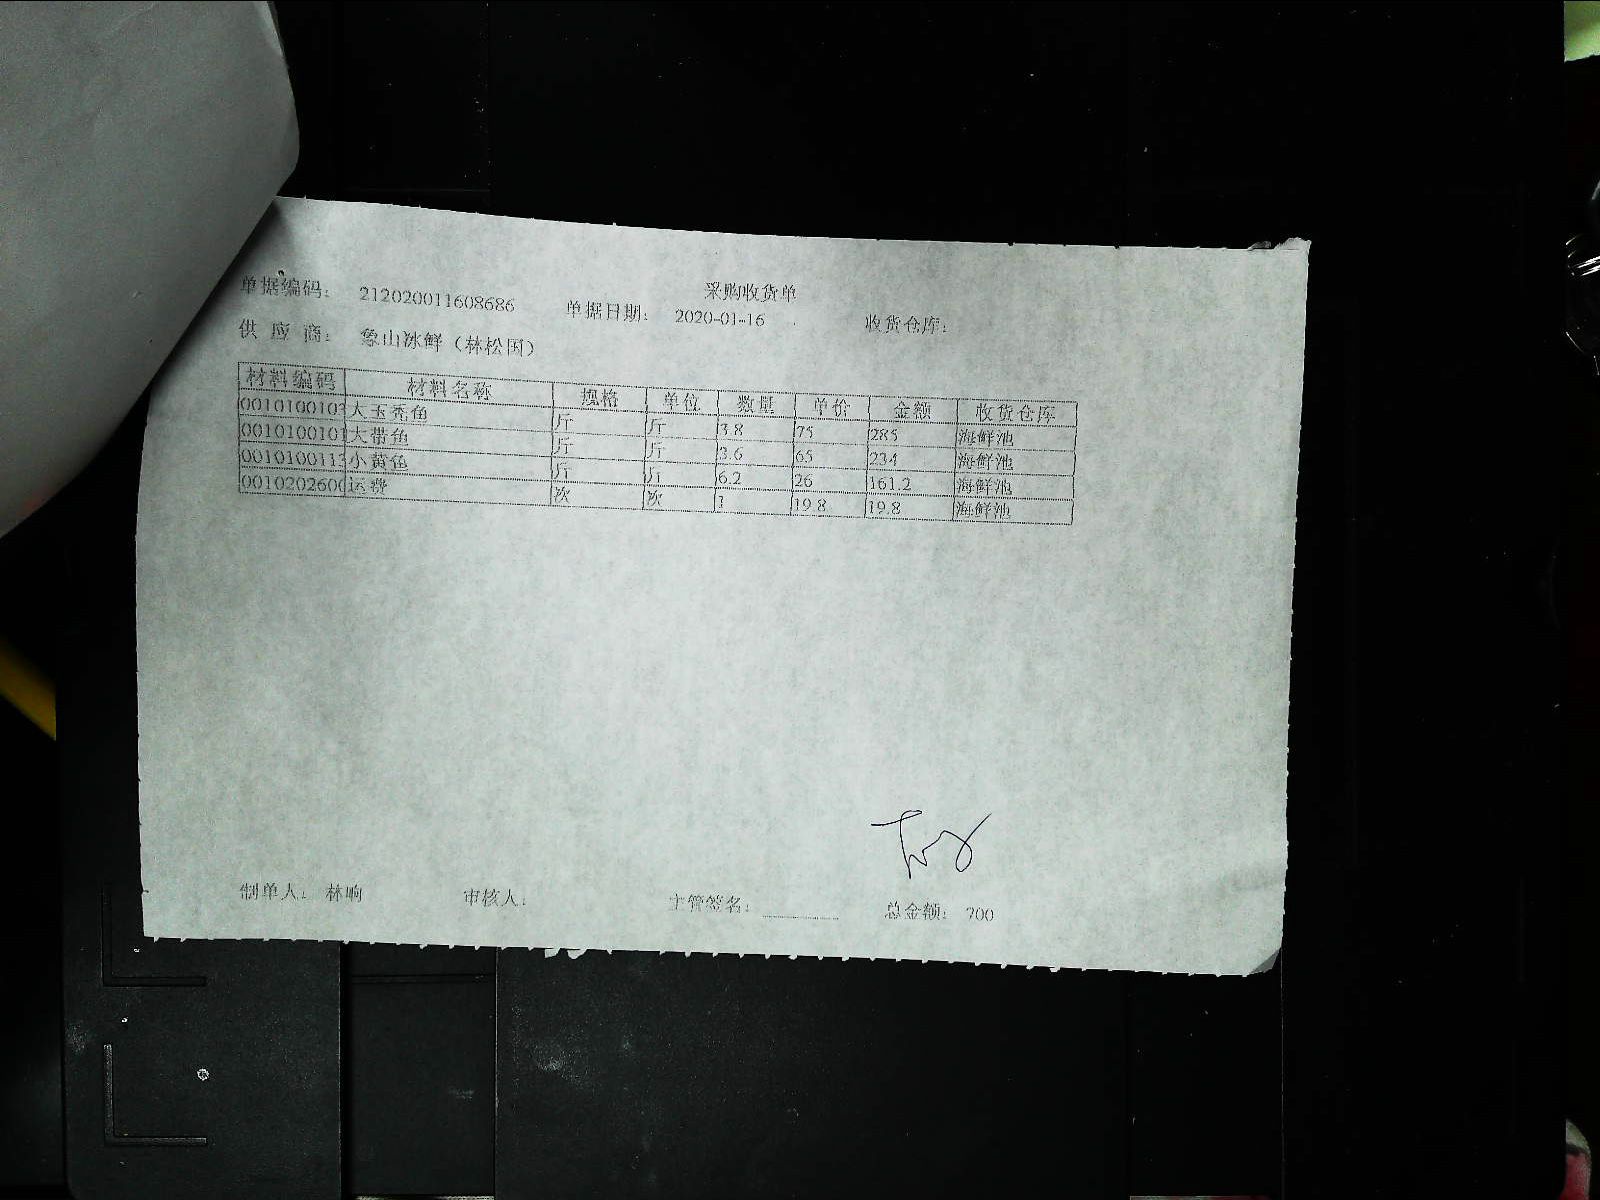 采购收货单
单据编码： 212020011608686 单据日期： 2020-01-16 收货仓库：
供 应 商： 象山冰鲜（林松国）
材料编码 材料名称 规格 单位 数量 单价 金额 收货仓库
0010100103 大玉秃鱼 斤 斤 3.8 75 285 海鲜池
0010100101 大带鱼 斤 斤 3.6 65 234 海鲜池
0010100113 小黄鱼 斤 斤 6.2 26 161.2 海鲜池
001020260 运费 次 次 1 19.8 19.8 海鲜池
制单人： 林响 审核人： 主管签名： 总金额： 700